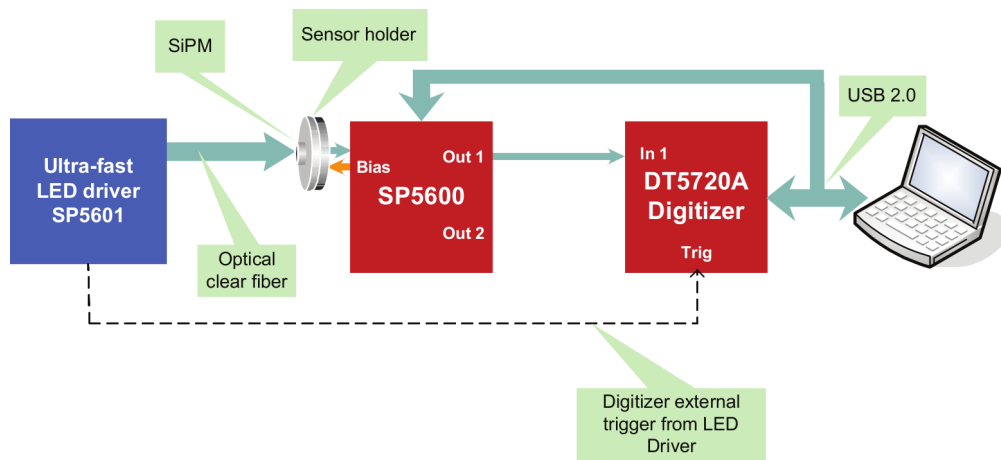 SiPM
Sensor holder
USB 2.0
Ultra-fast
LED driver
SP5601
Bias
Out 1
SP5600
Out 2
In 1
DT5720A
Digitizer
Trig
Optical
clear fiber
Digitizer external
trigger from LED
Driver